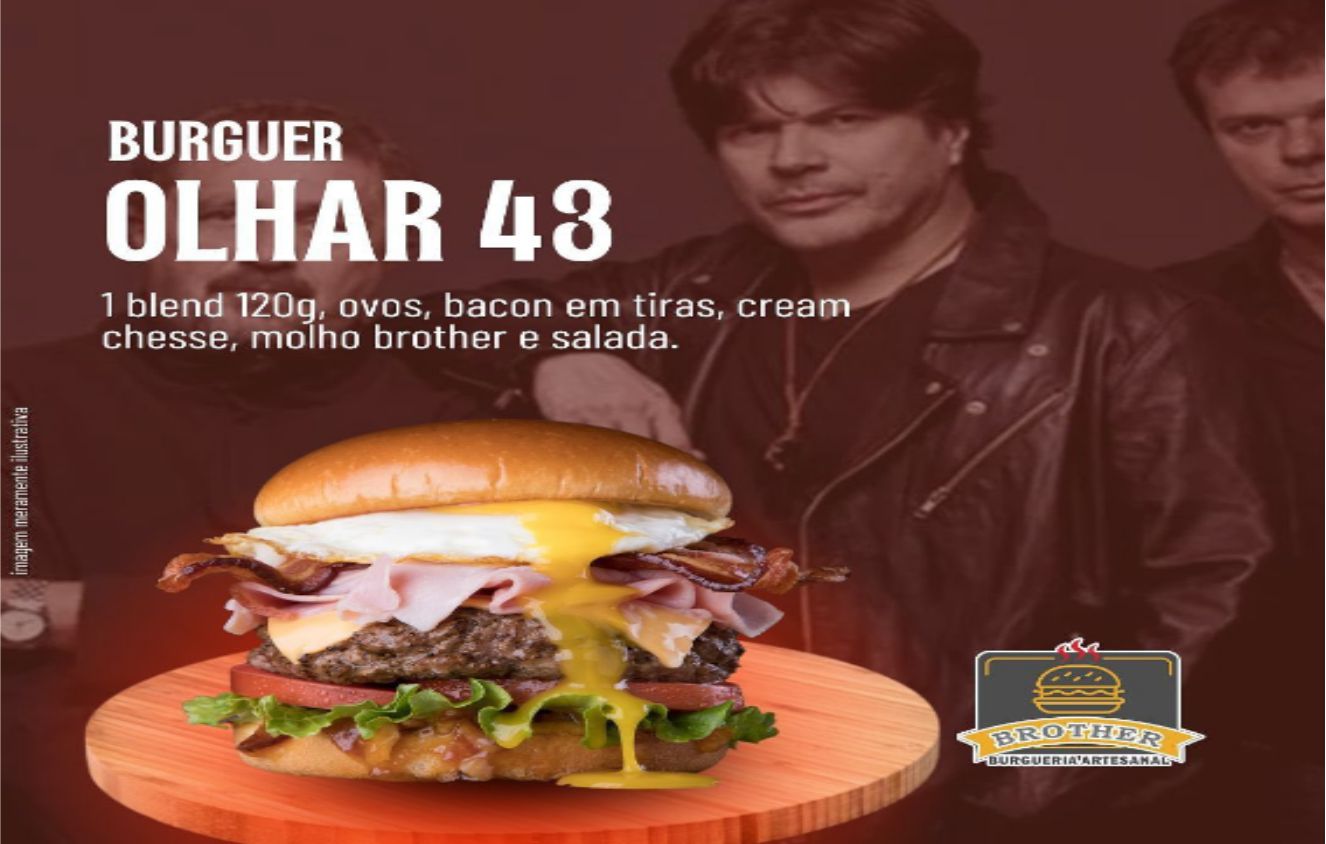 BURGUER
OLHAR 43
1 blend 120g, ovos, bacon em tiras, cream
chesse, molho brother e salada.
imagem meramente ilustrativa
BROTHER
BURGUERIA ARTESANAL